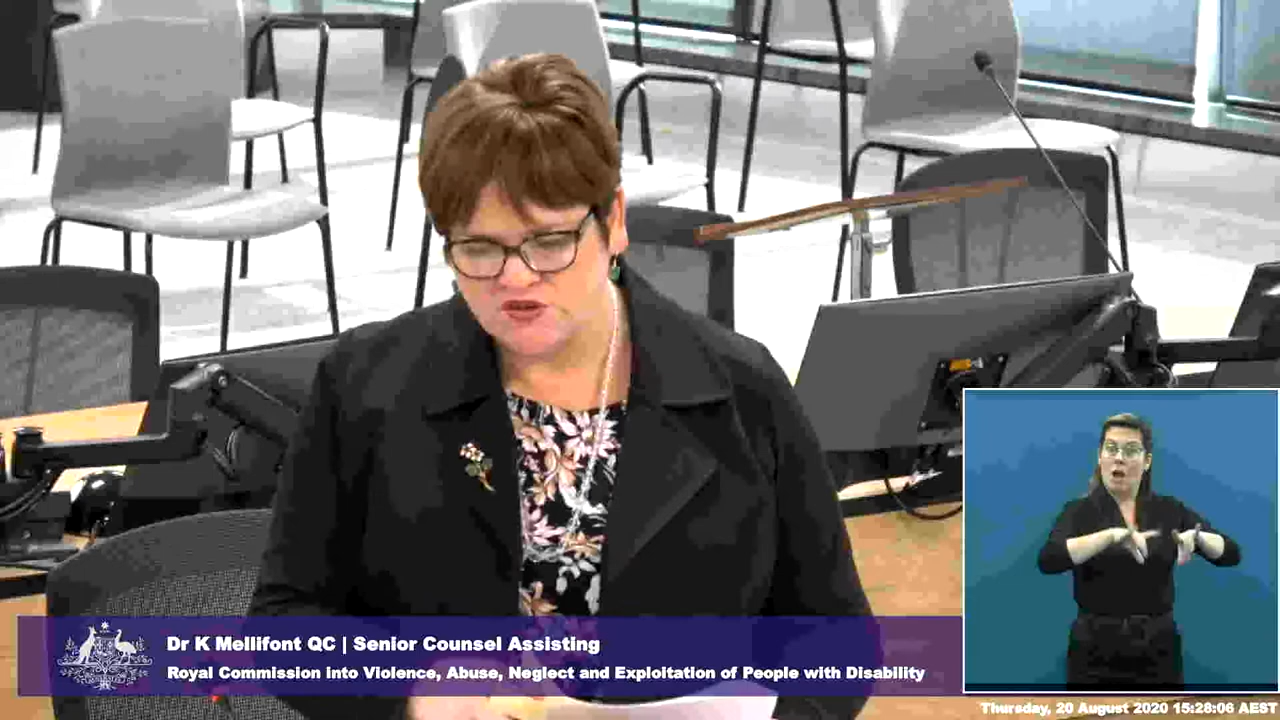 Dr K Mellifont QC | Senior Counsel Assisting
Royal Commission into Violence, Abuse, Neglect and Exploitation of People with Disability
Thursday, 20 August 2020 15:28:06 AEST